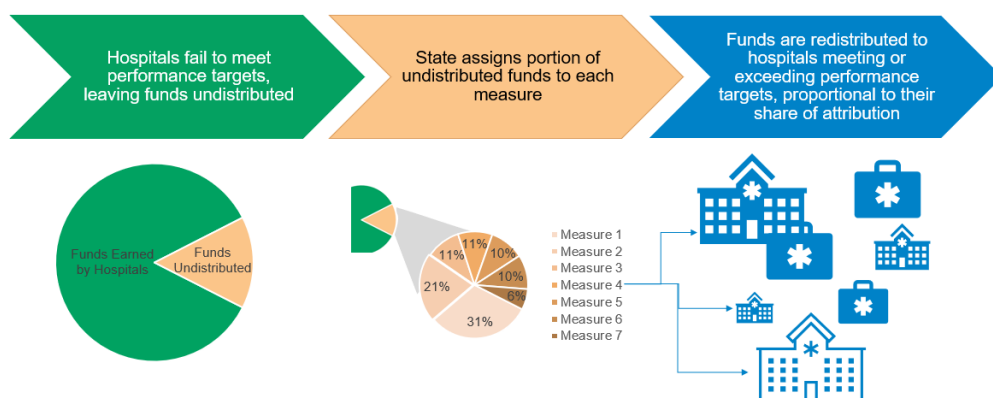 Hospitals fail to meet
performance targets,
leaving funds undistributed
State assigns portion of
undistributed funds to each
measure
Funds are redistributed to
hospitals meeting or
exceeding performance
targets, proportional to their
share of attribution
Funds Earned
by Hospitals
Funds
Undistributed
11%
11%
10%
10%
6%
21%
31%
Measure 1
Measure 2
Measure 3
Measure 4
Measure 5
Measure 6
Measure 7